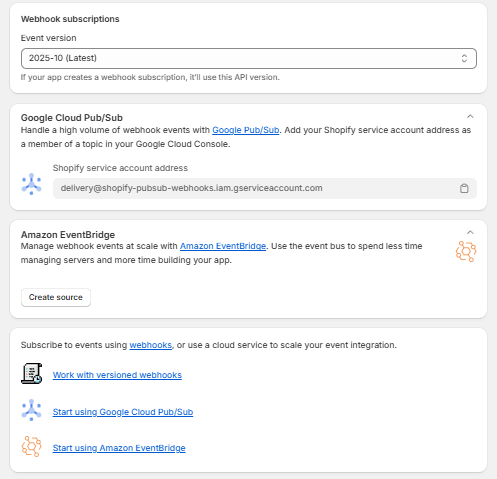 Webhook subscriptions
Event version
2025-10 (Latest)
If your app creates a webhook subscription, it'll use this API version.
Google Cloud Pub/Sub
Handle a high volume of webhook events with Google Pub/Sub. Add your Shopify service account address as
a member of a topic in your Google Cloud Console.
Shopify service account address
delivery@shopify-pubsub-webhooks.iam.gserviceaccount.com
Amazon EventBridge
Manage webhook events at scale with Amazon EventBridge. Use the event bus to spend less time
managing servers and more time building your app.
Create source
Subscribe to events using webhooks, or use a cloud service to scale your event integration.
Work with versioned webhooks
Start using Google Cloud Pub/Sub
Start using Amazon EventBridge